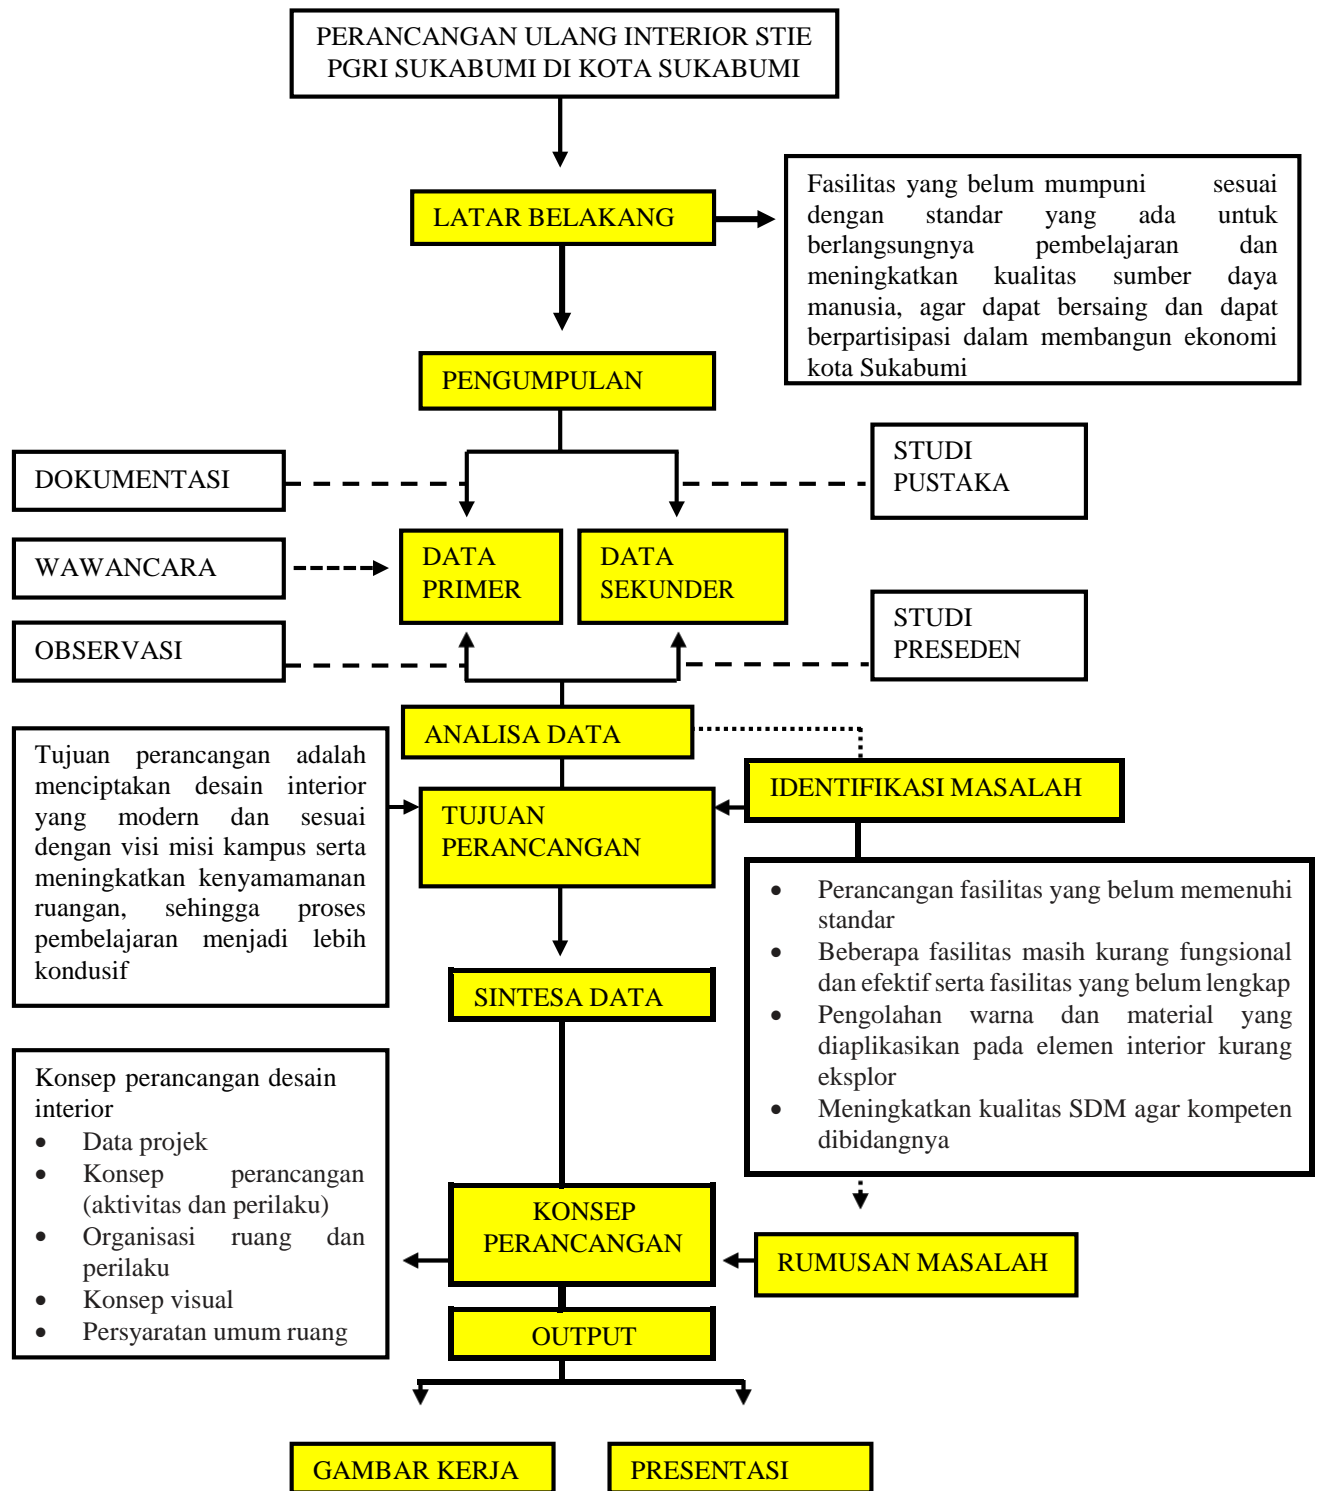 PERANCANGAN ULANG INTERIOR STIE
PGRI SUKABUMI DI KOTA SUKABUMI
LATAR BELAKANG
Fasilitas yang belum mumpuni sesuai
dengan standar yang ada untuk
berlangsungnya pembelajaran dan
meningkatkan kualitas sumber daya
manusia, agar dapat bersaing dan dapat
berpartisipasi dalam membangun ekonomi
kota Sukabumi
PENGUMPULAN
DOKUMENTASI
STUDI
PUSTAKA
WAWANCARA
DATA
PRIMER
DATA
SEKUNDER
OBSERVASI
STUDI
PRESEDEN
ANALISA DATA
IDENTIFIKASI MASALAH
Tujuan perancangan adalah
menciptakan desain interior
yang modern dan sesuai
dengan visi misi kampus serta
meningkatkan kenyamamanan
ruangan, sehingga proses
pembelajaran menjadi lebih
kondusif
TUJUAN
PERANCANGAN
• Perancangan fasilitas yang belum memenuhi
standar
• Beberapa fasilitas masih kurang fungsional
dan efektif serta fasilitas yang belum lengkap
• Pengolahan warna dan material yang
diaplikasikan pada elemen interior kurang
eksplor
• Meningkatkan kualitas SDM agar kompeten
dibidangnya
SINTESA DATA
Konsep perancangan desain
interior
• Data projek
• Konsep perancangan
(aktivitas dan perilaku)
• Organisasi ruang dan
perilaku
• Konsep visual
• Persyaratan umum ruang
KONSEP
PERANCANGAN
RUMUSAN MASALAH
OUTPUT
GAMBAR KERJA
PRESENTASI